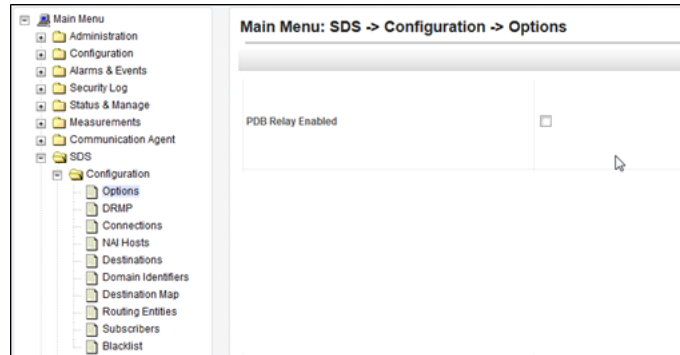 Main Menu
Administration
Configuration
Alarms & Events
Security Log
Status & Manage
Measurements
Communication Agent
SDS
Configuration
Options
DRMP
Connections
NAI Hosts
Destinations
Domain Identifiers
Destination Map
Routing Entities
Subscribers
Blacklist
Main Menu: SDS -> Configuration -> Options
PDB Relay Enabled